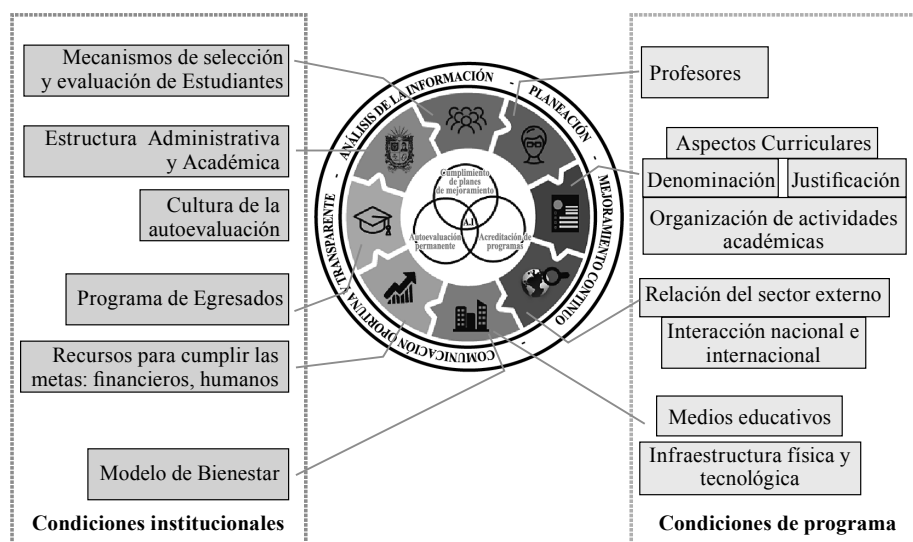 Mecanismos de selección
y evaluación de Estudiantes
Estructura Administrativa
y Académica
Cultura de la
autoevaluación
Programa de Egresados
Recursos para cumplir las
metas: financieros, humanos
Modelo de Bienestar
Condiciones institucionales
ANÁLISIS DE LA INFORMACIÓN - PLANEACIÓN - MEJORAMIENTO CONTINUO - COMUNICACIÓN OPORTUNA Y TRANSPARENTE -
Cumplimiento
de planes
de mejoramiento
A.I
Autoevaluación
permanente
Acreditación de
programas
Profesores
Aspectos Curriculares
Denominación
Justificación
Organización de actividades
académicas
Relación del sector externo
Interacción nacional e
internacional
Medios educativos
Infraestructura física y
tecnológica
Condiciones de programa